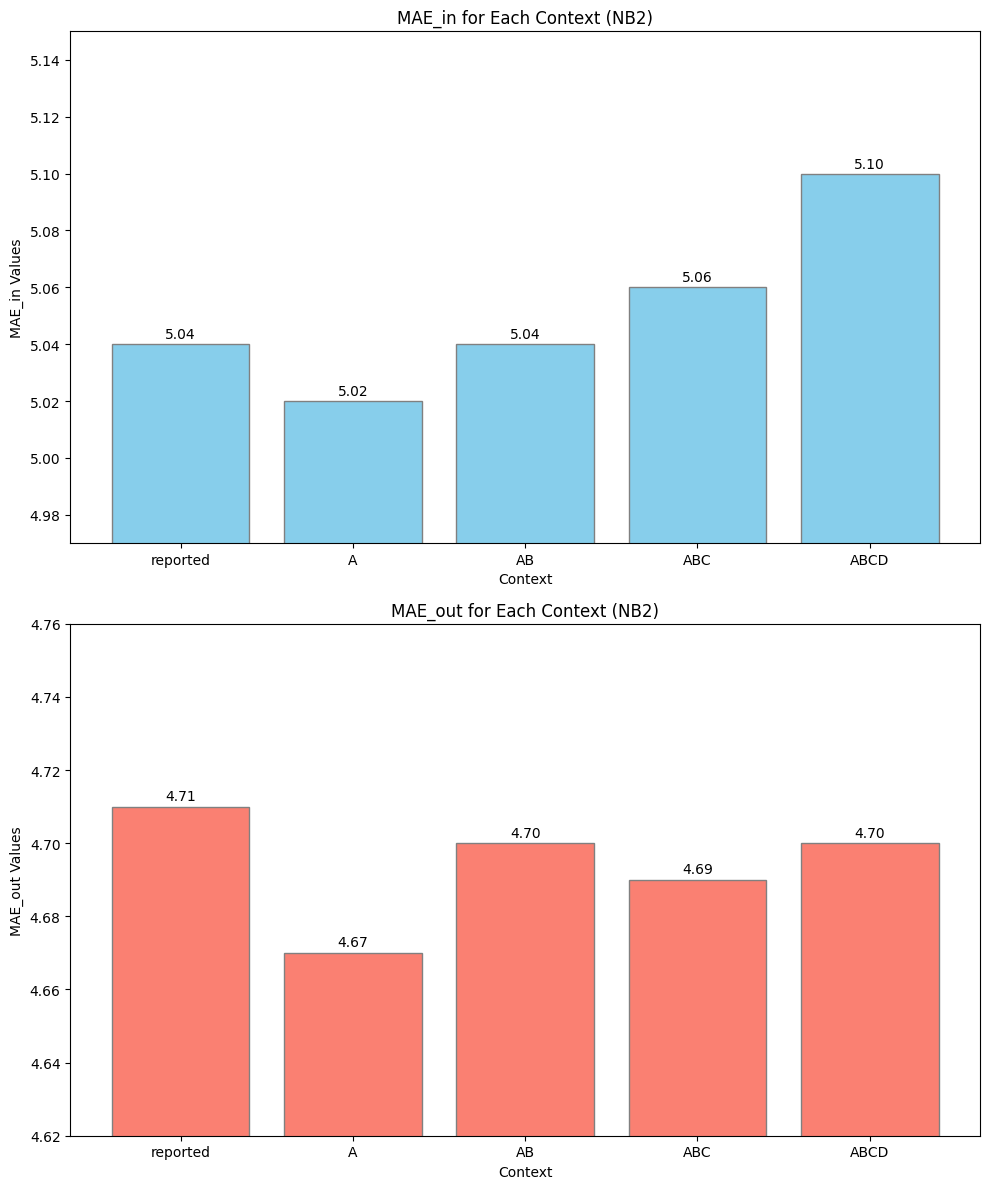 MAE_in for Each Context (NB2)
5.14
5.12
5.10
5.08
5.06
5.04
5.02
5.00
4.98
MAE_in Values
5.04
5.02
5.04
5.06
5.10
reported
A
AB
ABC
ABCD
Context
MAE_out for Each Context (NB2)
4.76
4.74
4.72
4.70
4.68
4.66
4.64
4.62
MAE_out Values
4.71
4.67
4.70
4.69
4.70
reported
A
AB
ABC
ABCD
Context